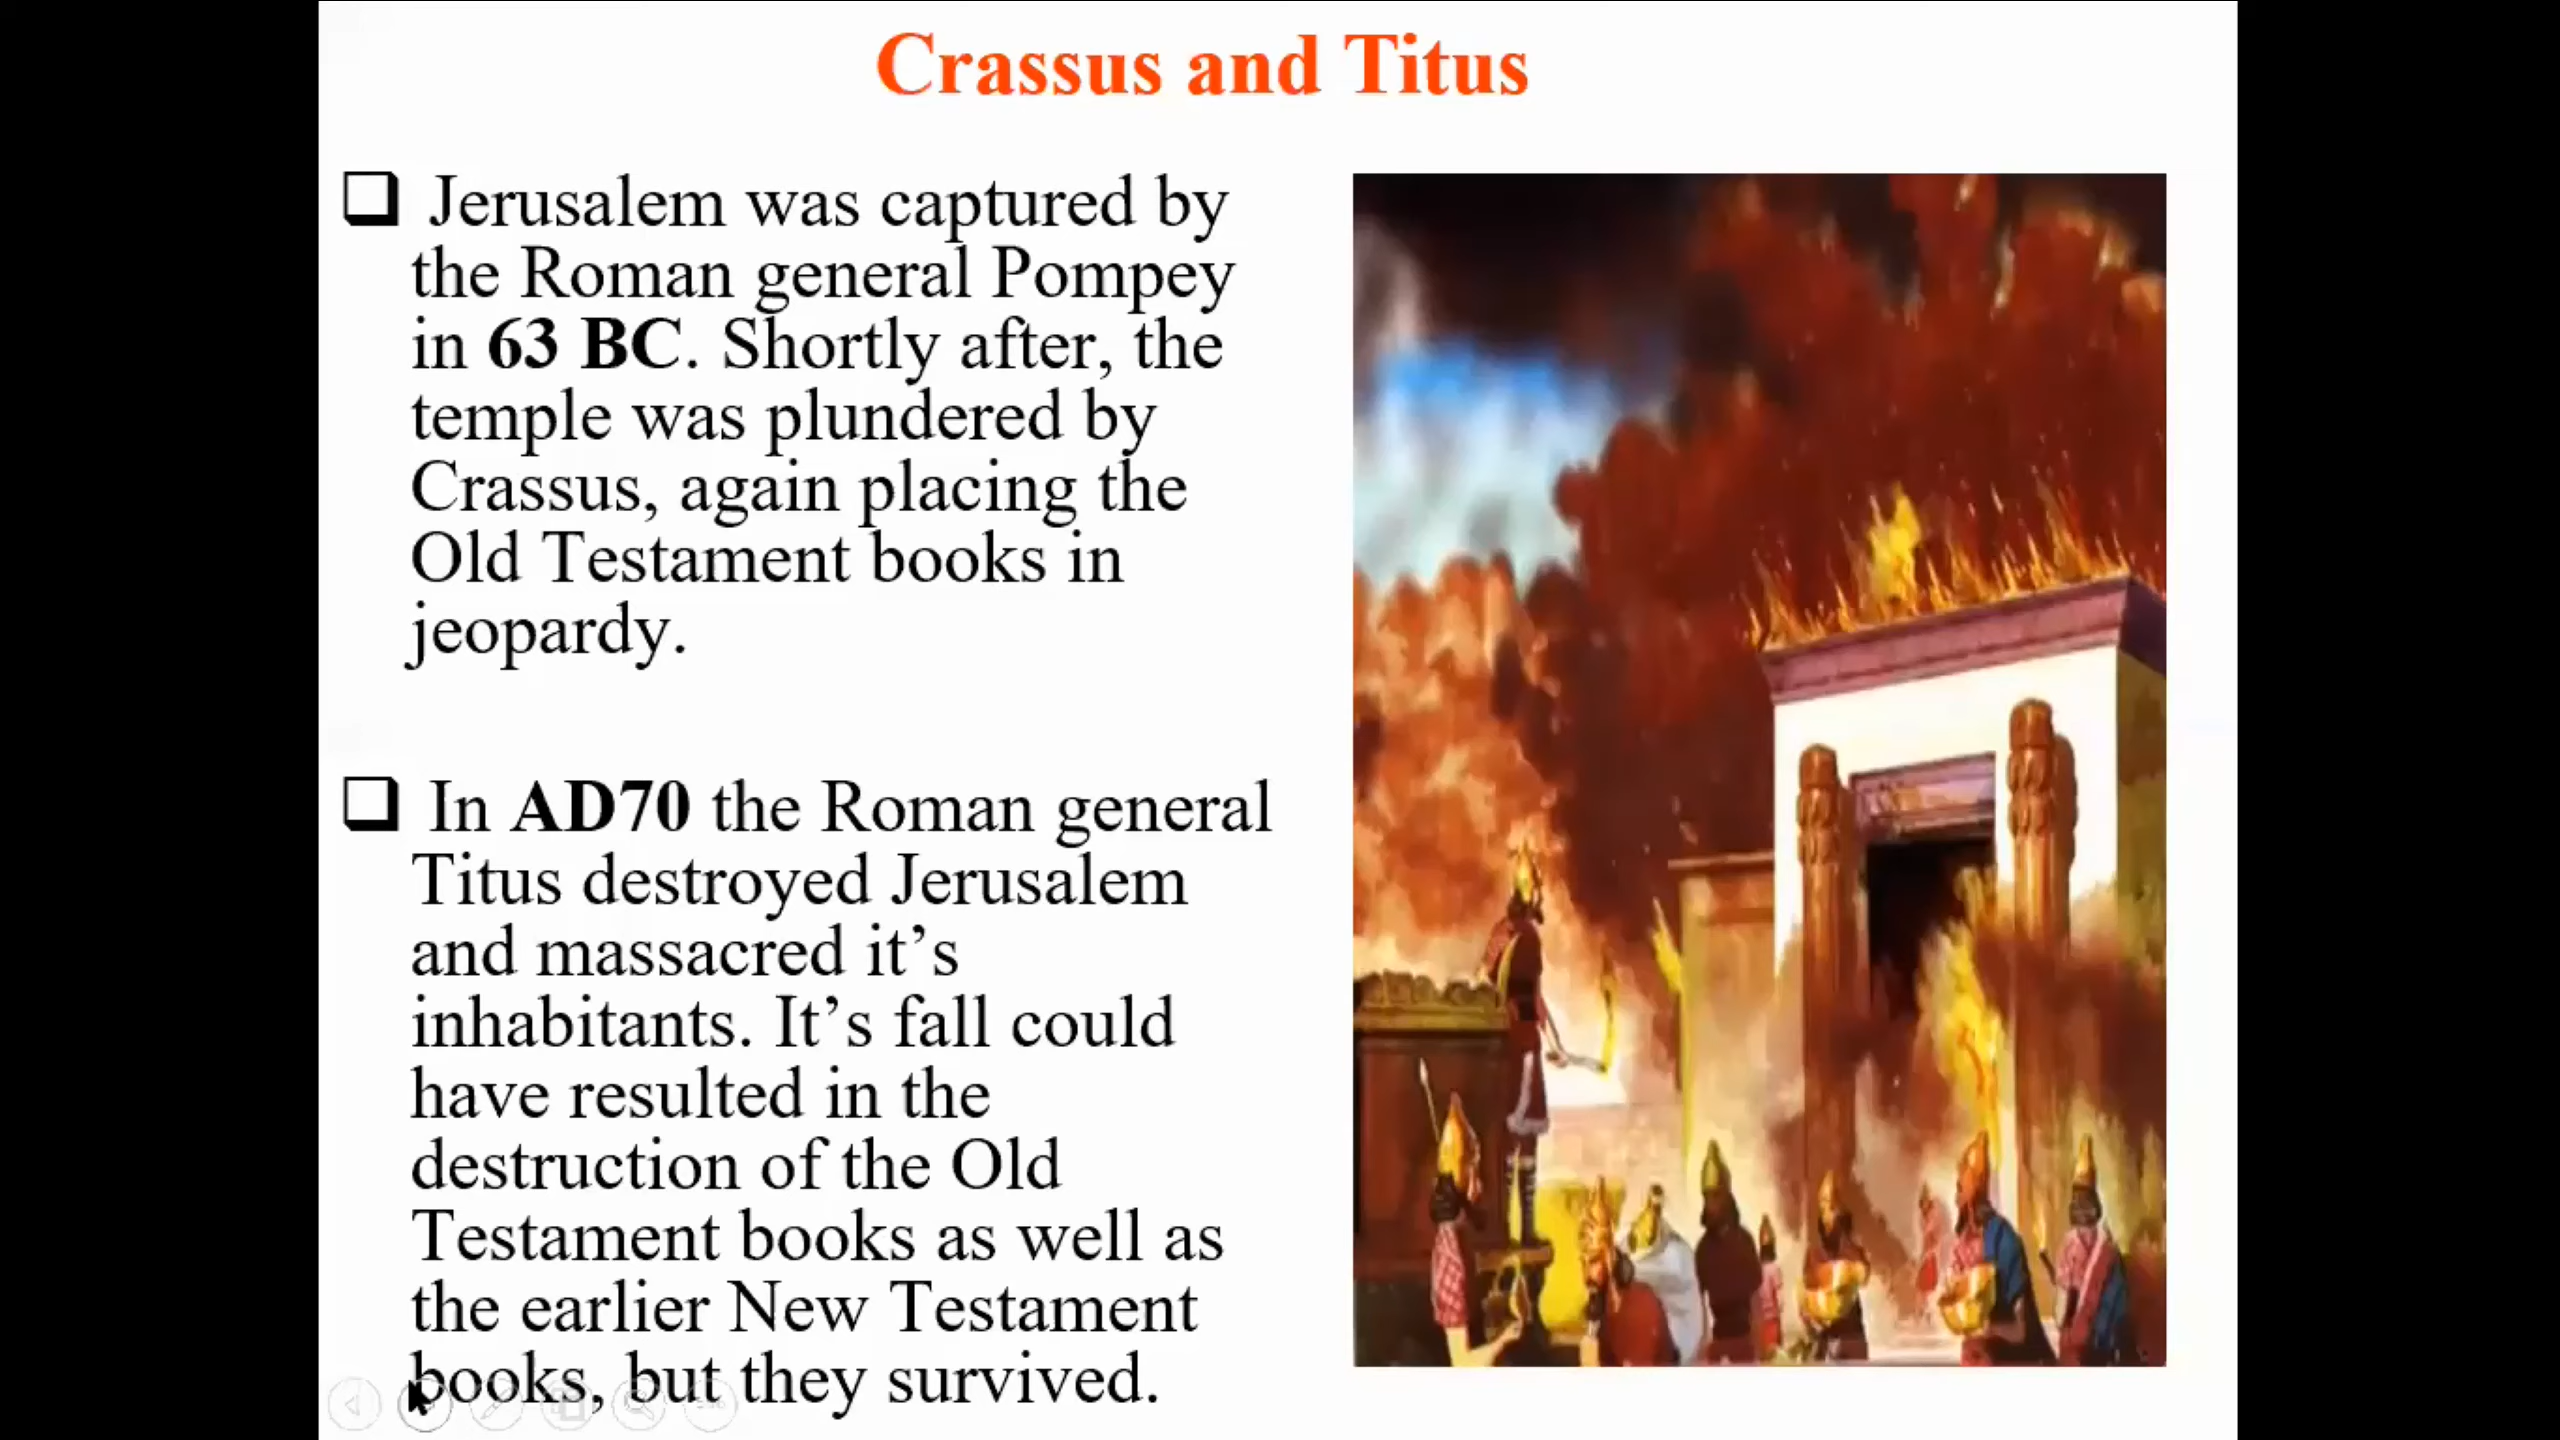 Crassus and Titus
Jerusalem was captured by
the Roman general Pompey
in 63 BC. Shortly after, the
temple was plundered by
Crassus, again placing the
Old Testament books in
jeopardy.
In AD70 the Roman general
Titus destroyed Jerusalem
and massacred it’s
inhabitants. It’s fall could
have resulted in the
destruction of the Old
Testament books as well as
the earlier New Testament
books, but they survived.